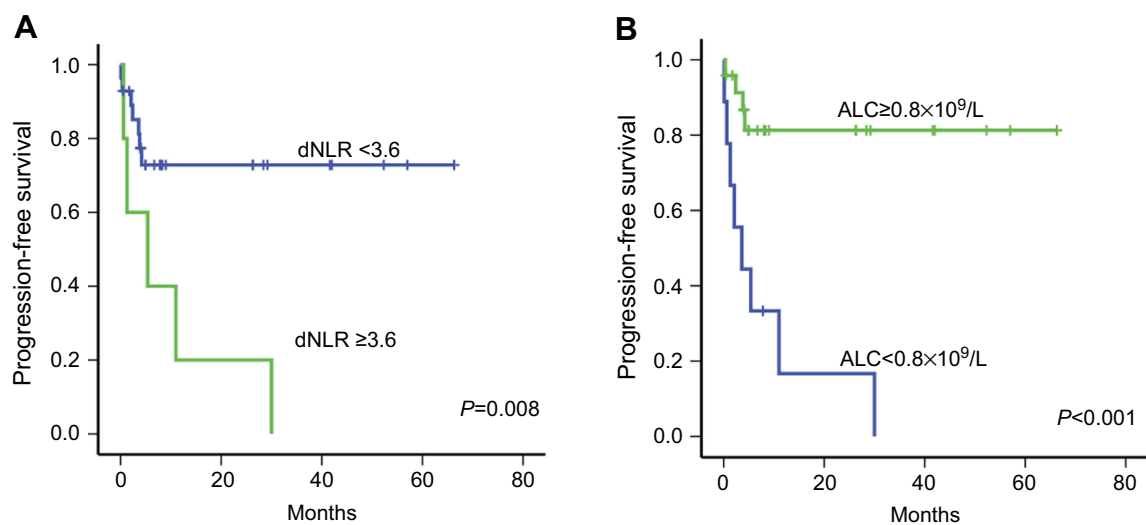 A
1.0
0.8
0.6
0.4
0.2
0.0
Progression-free survival
dNLR <3.6
dNLR ≥3.6
P=0.008
0 20 40 60 80
Months
B
1.0
0.8
0.6
0.4
0.2
0.0
Progression-free survival
ALC≥0.8×10⁹/L
ALC<0.8×10⁹/L
P<0.001
0 20 40 60 80
Months